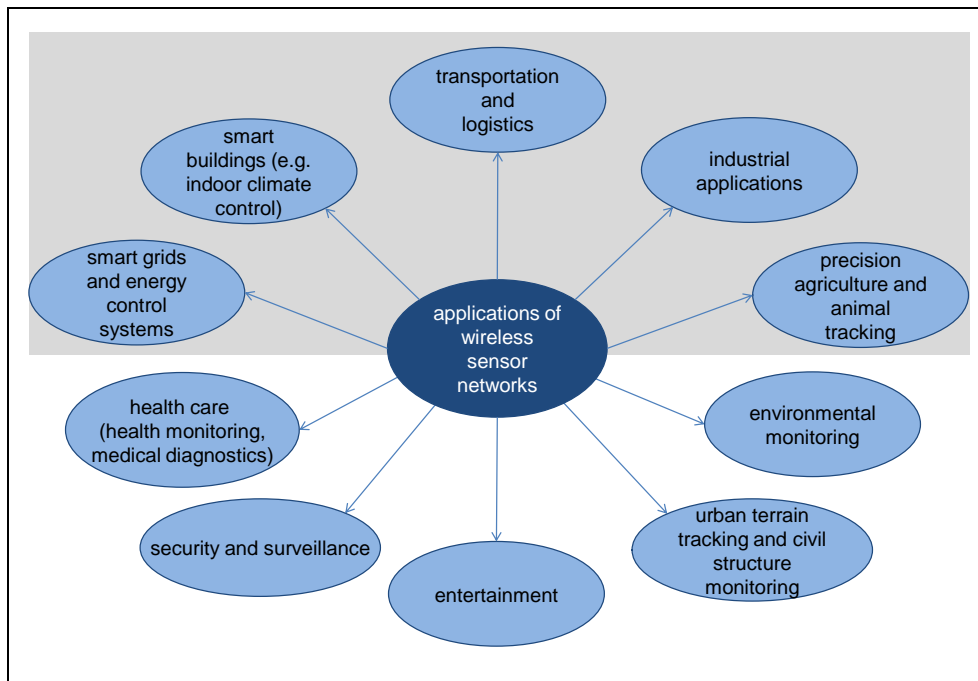 transportation
and
logistics
smart
buildings (e.g.
indoor climate
control)
industrial
applications
smart grids
and energy
control
systems
precision
agriculture and
animal
tracking
applications of
wireless
sensor
networks
health care
(health monitoring,
medical diagnostics)
environmental
monitoring
security and surveillance
urban terrain
tracking and civil
structure
monitoring
entertainment